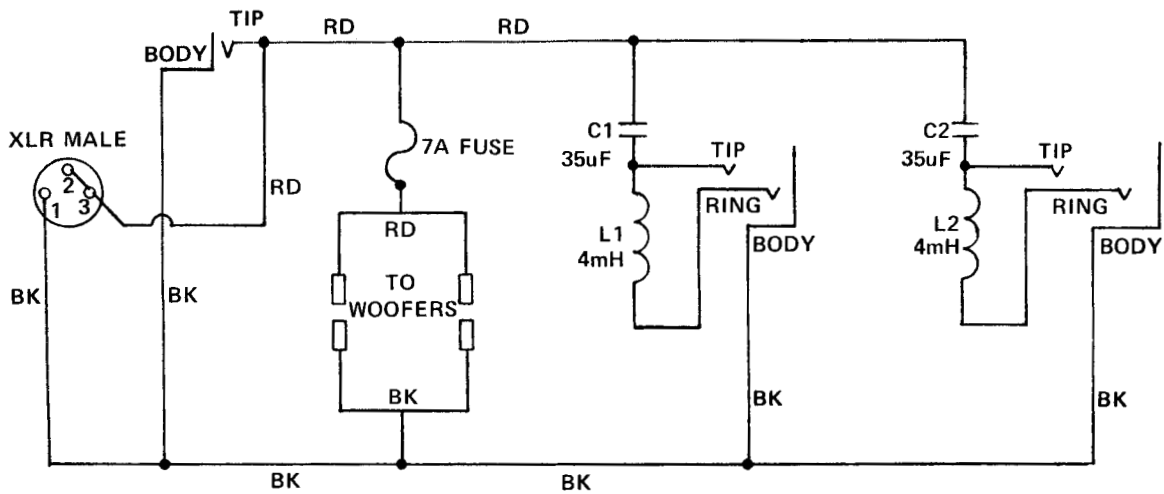 TIP
RD
RD
BODY
XLR MALE
2
1
3
RD
7A FUSE
C1
35uF
TIP
C2
35uF
TIP
RING
RING
RD
L1
4mH
BODY
L2
4mH
BODY
BK
BK
TO
WOOFERS
BK
BK
BK
BK
BK